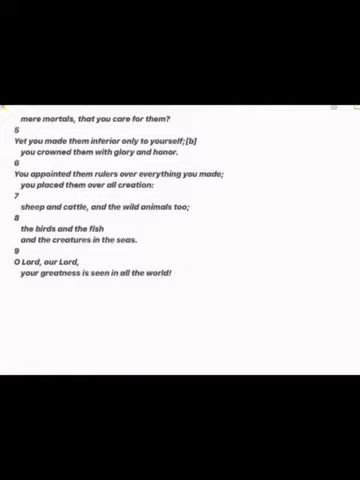 mere mortals, that you care for them?
5
Yet you made them inferior only to yourself;[b]
you crowned them with glory and honor.
6
You appointed them rulers over everything you made;
you placed them over all creation:
7
sheep and cattle, and the wild animals too;
8
the birds and the fish
and the creatures in the seas.
9
O Lord, our Lord,
your greatness is seen in all the world!